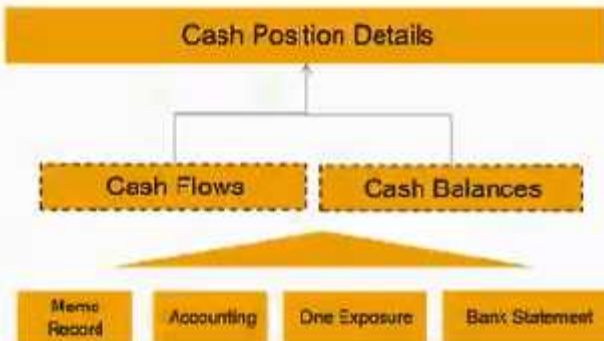 Cash Position Details
Cash Flows
Cash Balances
Memo
Record
Accounting
One Exposure
Bank Statement